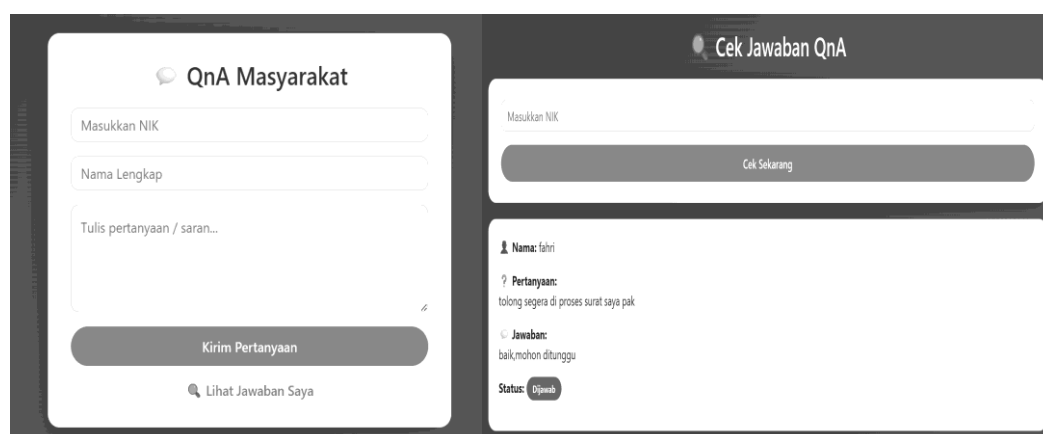 QnA Masyarakat
Masukkan NIK
Nama Lengkap
Tulis pertanyaan / saran...
Kirim Pertanyaan
Lihat Jawaban Saya
Cek Jawaban QnA
Masukkan NIK
Cek Sekarang
Nama: fahri
? Pertanyaan:
tolong segera di proses surat saya pak
Jawaban:
baik,mohon ditunggu
Status: Dijawab